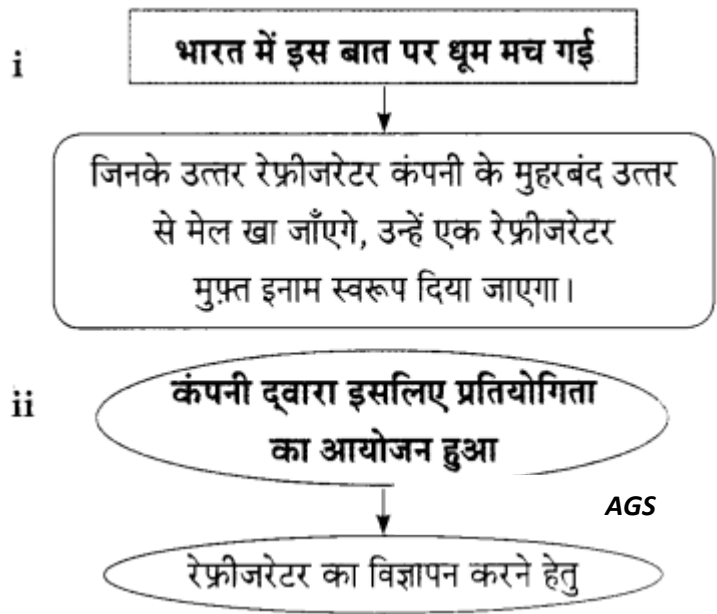 i
भारत में इस बात पर धूम मच गई
जिनके उत्तर रेफ्रीजरेटर कंपनी के मुहरबंद उत्तर
से मेल खा जाँएगे, उन्हें एक रेफ्रीजरेटर
मुफ़्त इनाम स्वरूप दिया जाएगा।
ii
कंपनी द्वारा इसलिए प्रतियोगिता
का आयोजन हुआ
AGS
रेफ्रीजरेटर का विज्ञापन करने हेतु